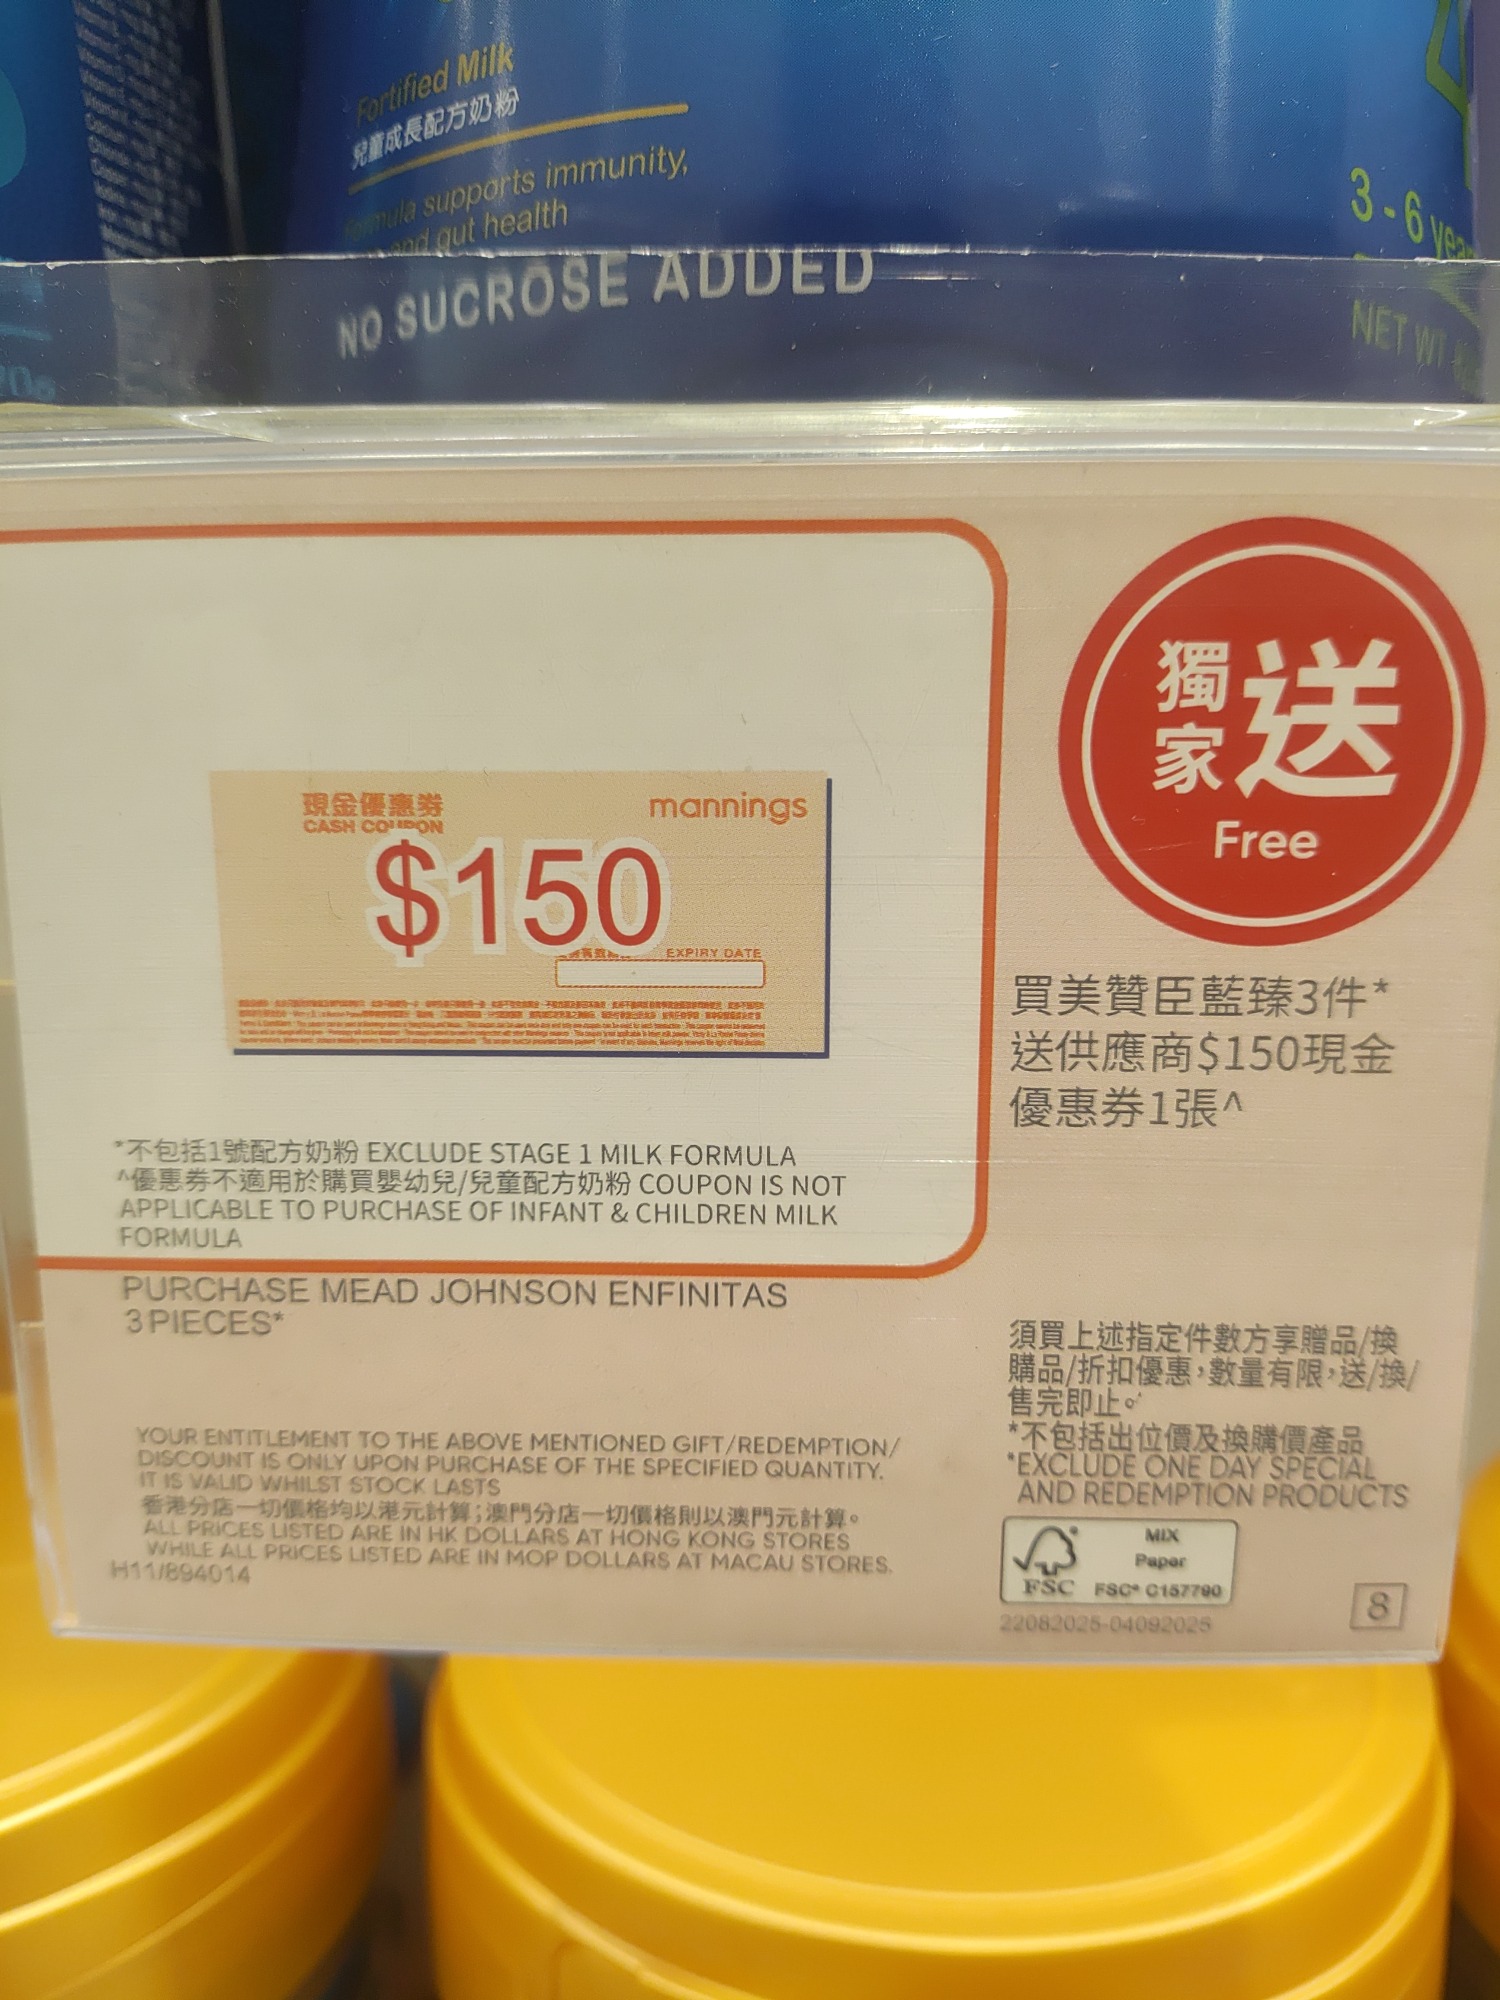 Fortified Milk
兒童成長配方奶粉
supports immunity,
and gut health
NO SUCROSE ADDED
3 - 6
NET WT
現金優惠券
mannings
CASH COUPON
$150
EXPIRY DATE
獨家送
Free
買美贊臣藍臻3件*
送供應商$150現金
優惠券1張^
*不包括1號配方奶粉 EXCLUDE STAGE 1 MILK FORMULA
^優惠券不適用於購買嬰幼兒/兒童配方奶粉 COUPON IS NOT
APPLICABLE TO PURCHASE OF INFANT & CHILDREN MILK
FORMULA
PURCHASE MEAD JOHNSON ENFINITAS
3 PIECES*
須買上述指定件數方享贈品/換
購品/折扣優惠，數量有限，送/換/
售完即止。
*不包括出位價及換購價產品
*EXCLUDE ONE DAY SPECIAL
AND REDEMPTION PRODUCTS
YOUR ENTITLEMENT TO THE ABOVE MENTIONED GIFT/REDEMPTION/
DISCOUNT IS ONLY UPON PURCHASE OF THE SPECIFIED QUANTITY.
IT IS VALID WHILST STOCK LASTS
香港分店一切價格均以港元計算；澳門分店一切價格則以澳門元計算。
ALL PRICES LISTED ARE IN HK DOLLARS AT HONG KONG STORES
WHILE ALL PRICES LISTED ARE IN MOP DOLLARS AT MACAU STORES.
H11/894014
MIX
Paper
FSC
FSC® C157790
22082025-04092025
8